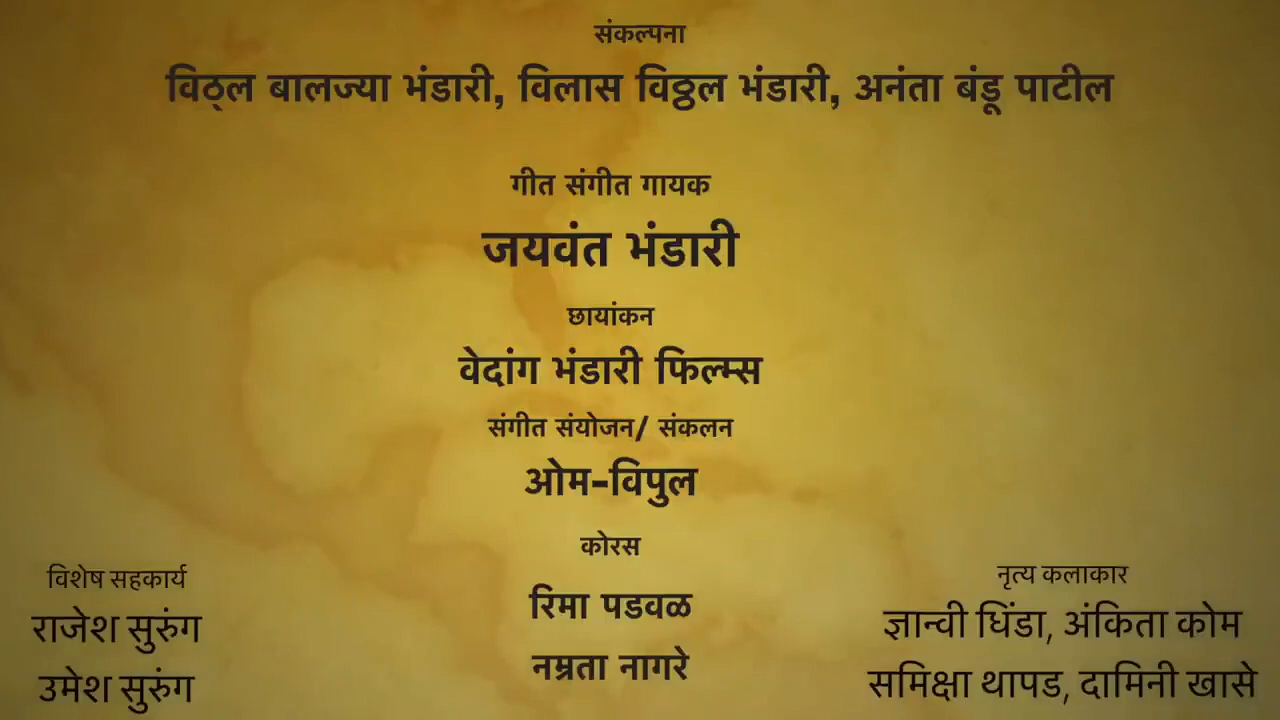 संकल्पना
विठ्ल बालज्या भंडारी, विलास विठ्ठल भंडारी, अनंता बंडू पाटील
गीत संगीत गायक
जयवंत भंडारी
छायांकन
वेदांग भंडारी फिल्म्स
संगीत संयोजन/ संकलन
ओम-विपुल
कोरस
रिमा पडवळ
नम्रता नागरे
विशेष सहकार्य
राजेश सुरुंग
उमेश सुरुंग
नृत्य कलाकार
ज्ञान्वी धिंडा, अंकिता कोम
समिक्षा थापड, दामिनी खासे